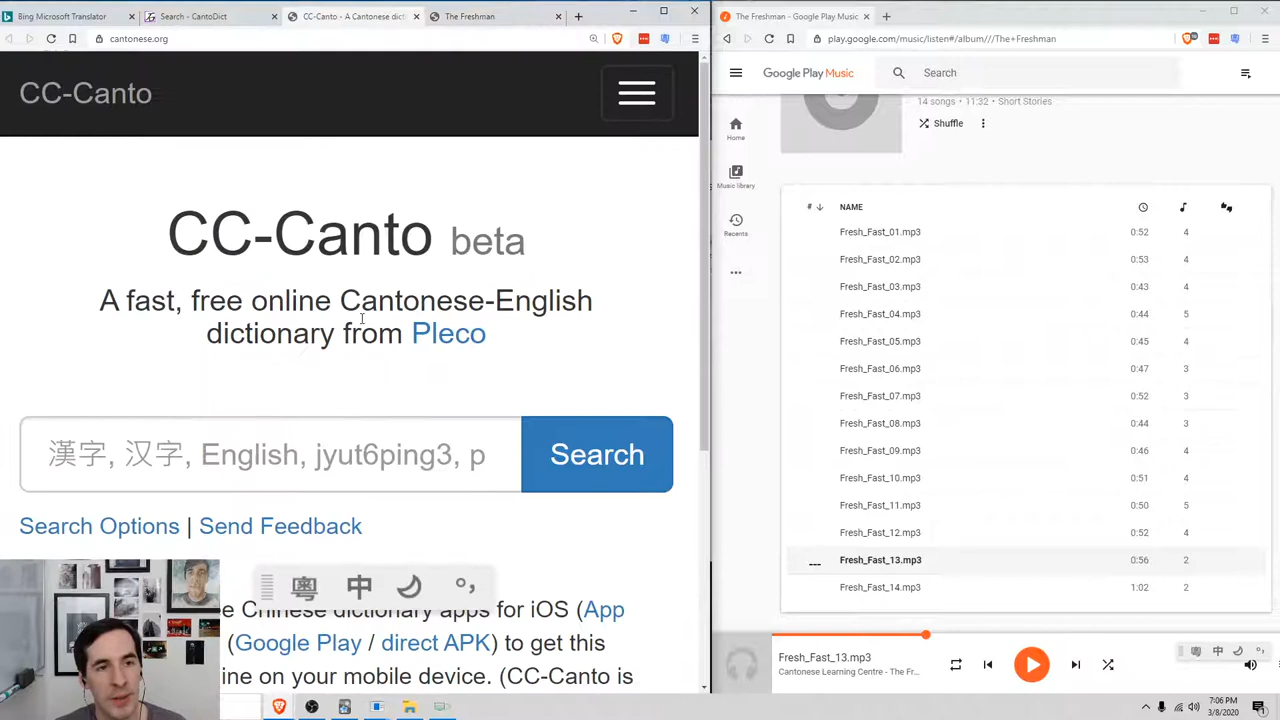 Bing Microsoft Translator
Search - CantoDict
CC-Canto - A Cantonese dict
The Freshman
cantonese.org
CC-Canto
CC-Canto beta
A fast, free online Cantonese-English
dictionary from Pleco
漢字, 汉字, English, jyut6ping3, p
Search
Search Options | Send Feedback
粵 中
e Chinese dictionary apps for iOS (App
(Google Play / direct APK) to get this
ine on your mobile device. (CC-Canto is
The Freshman - Google Play Music
play.google.com/music/listen#/album///The+Freshman
Google Play Music
Search
Home
Music library
Recents
14 songs • 11:32 • Short Stories
Shuffle
# NAME
Fresh_Fast_01.mp3 0:52 4
Fresh_Fast_02.mp3 0:53 4
Fresh_Fast_03.mp3 0:43 4
Fresh_Fast_04.mp3 0:44 5
Fresh_Fast_05.mp3 0:45 4
Fresh_Fast_06.mp3 0:47 3
Fresh_Fast_07.mp3 0:52 3
Fresh_Fast_08.mp3 0:44 3
Fresh_Fast_09.mp3 0:46 4
Fresh_Fast_10.mp3 0:51 4
Fresh_Fast_11.mp3 0:50 5
Fresh_Fast_12.mp3 0:52 4
Fresh_Fast_13.mp3 0:56 2
Fresh_Fast_14.mp3 1:02 2
Fresh_Fast_13.mp3
Cantonese Learning Centre - The Fr...
粵 中
7:06 PM
3/8/2020